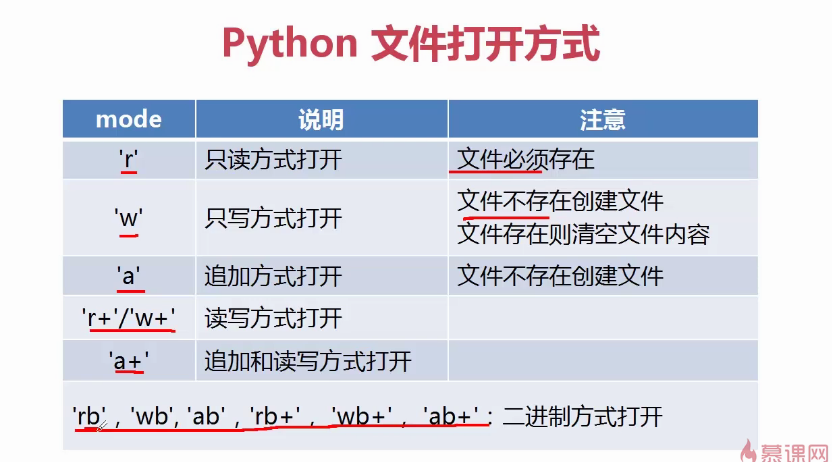 Python 文件打开方式
mode 说明 注意
'r' 只读方式打开 文件必须存在
'w' 只写方式打开 文件不存在创建文件
文件存在则清空文件内容
'a' 追加方式打开 文件不存在创建文件
'r+'/'w+' 读写方式打开
'a+' 追加和读写方式打开
'rb' , 'wb', 'ab' , 'rb+' , 'wb+' , 'ab+' : 二进制方式打开
慕课网